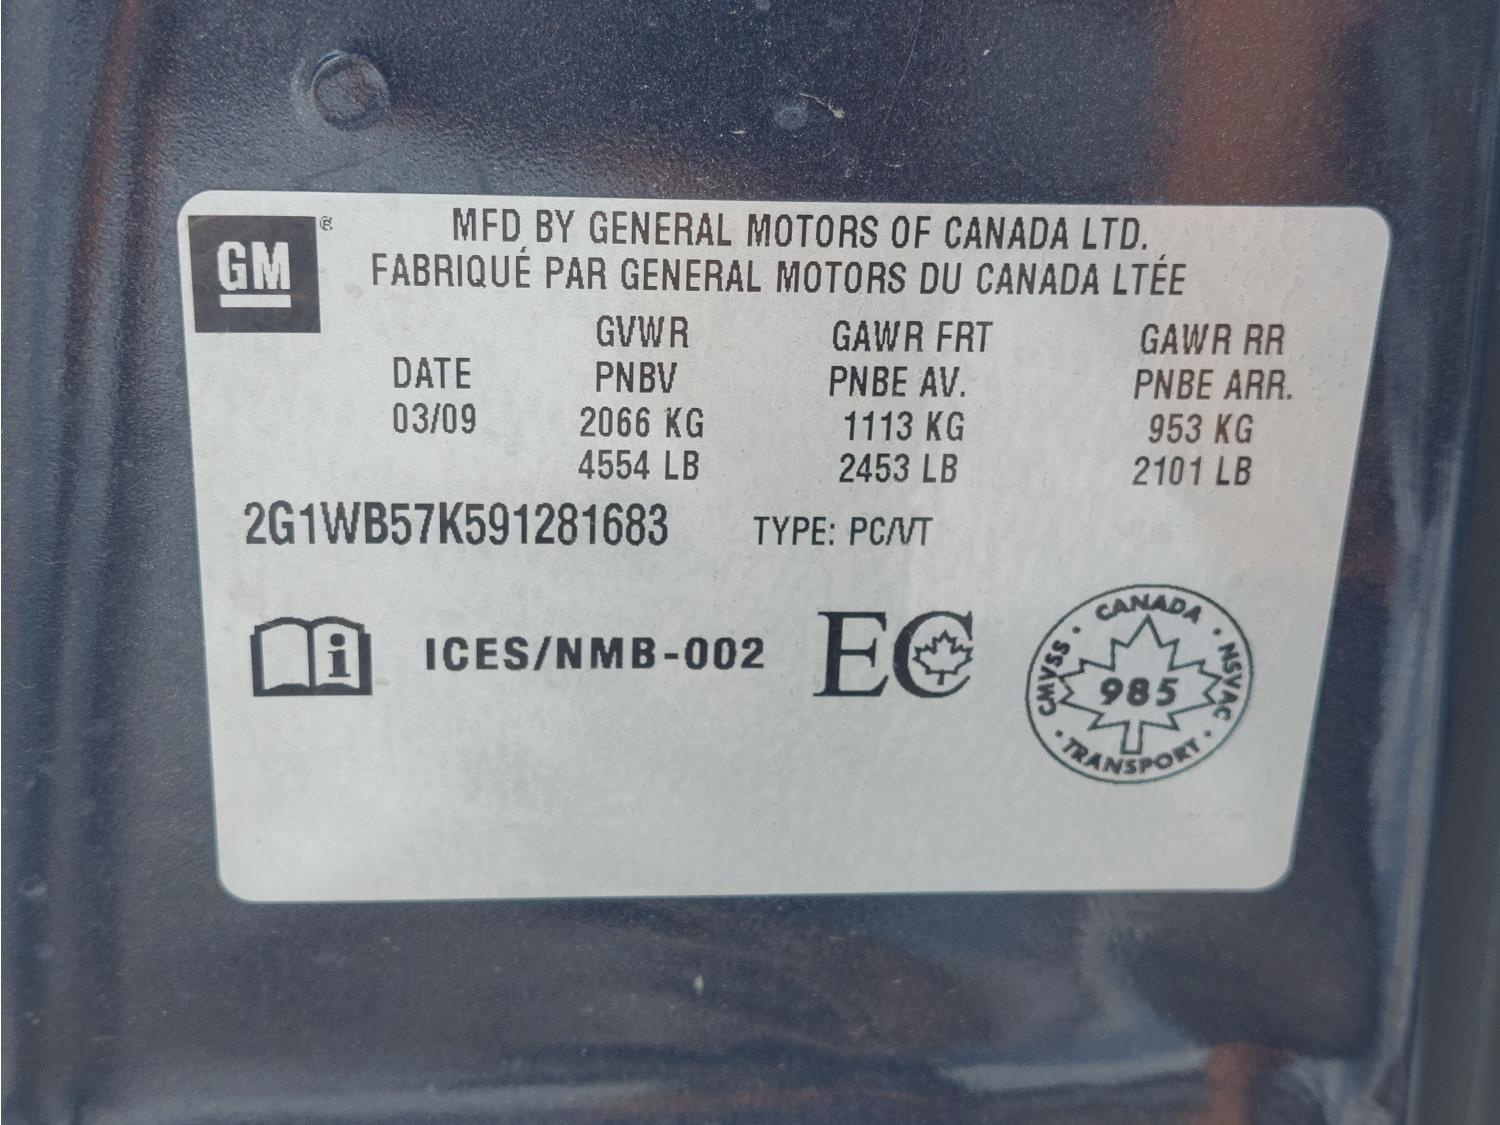 GM ®
MFD BY GENERAL MOTORS OF CANADA LTD.
FABRIQUÉ PAR GENERAL MOTORS DU CANADA LTÉE
GVWR GAWR FRT GAWR RR
DATE PNBV PNBE AV. PNBE ARR.
03/09 2066 KG 1113 KG 953 KG
4554 LB 2453 LB 2101 LB
2G1WB57K591281683 TYPE: PC/VT
i ICES/NMB-002 EC
CANADA
CMVSS · 985 · NSVAC
· TRANSPORT ·